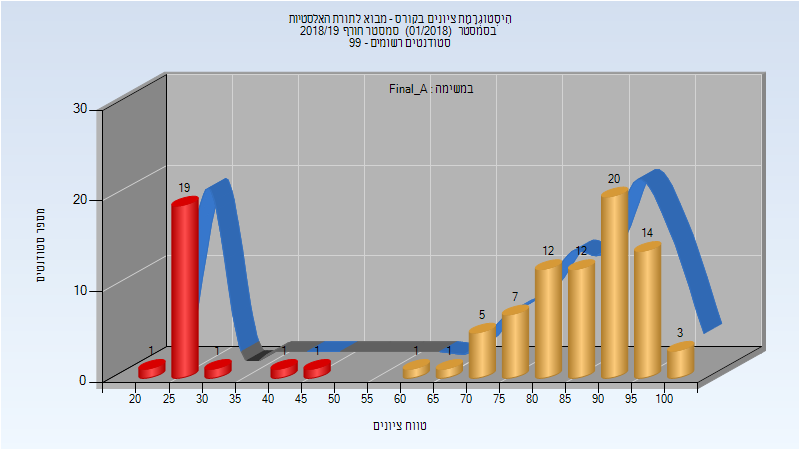 היסטוגרמת ציונים בקורס - מבוא לתורת האלסטיות
בסמסטר (01/2018) סמסטר חורף 2018/19
סטודנטים רשומים - 99
במשימה : Final_A
מספר סטודנטים
30
20
10
0
1
19
1
1
1
1
1
5
7
12
12
20
14
3
20 25 30 35 40 45 50 55 60 65 70 75 80 85 90 95 100
טווח ציונים